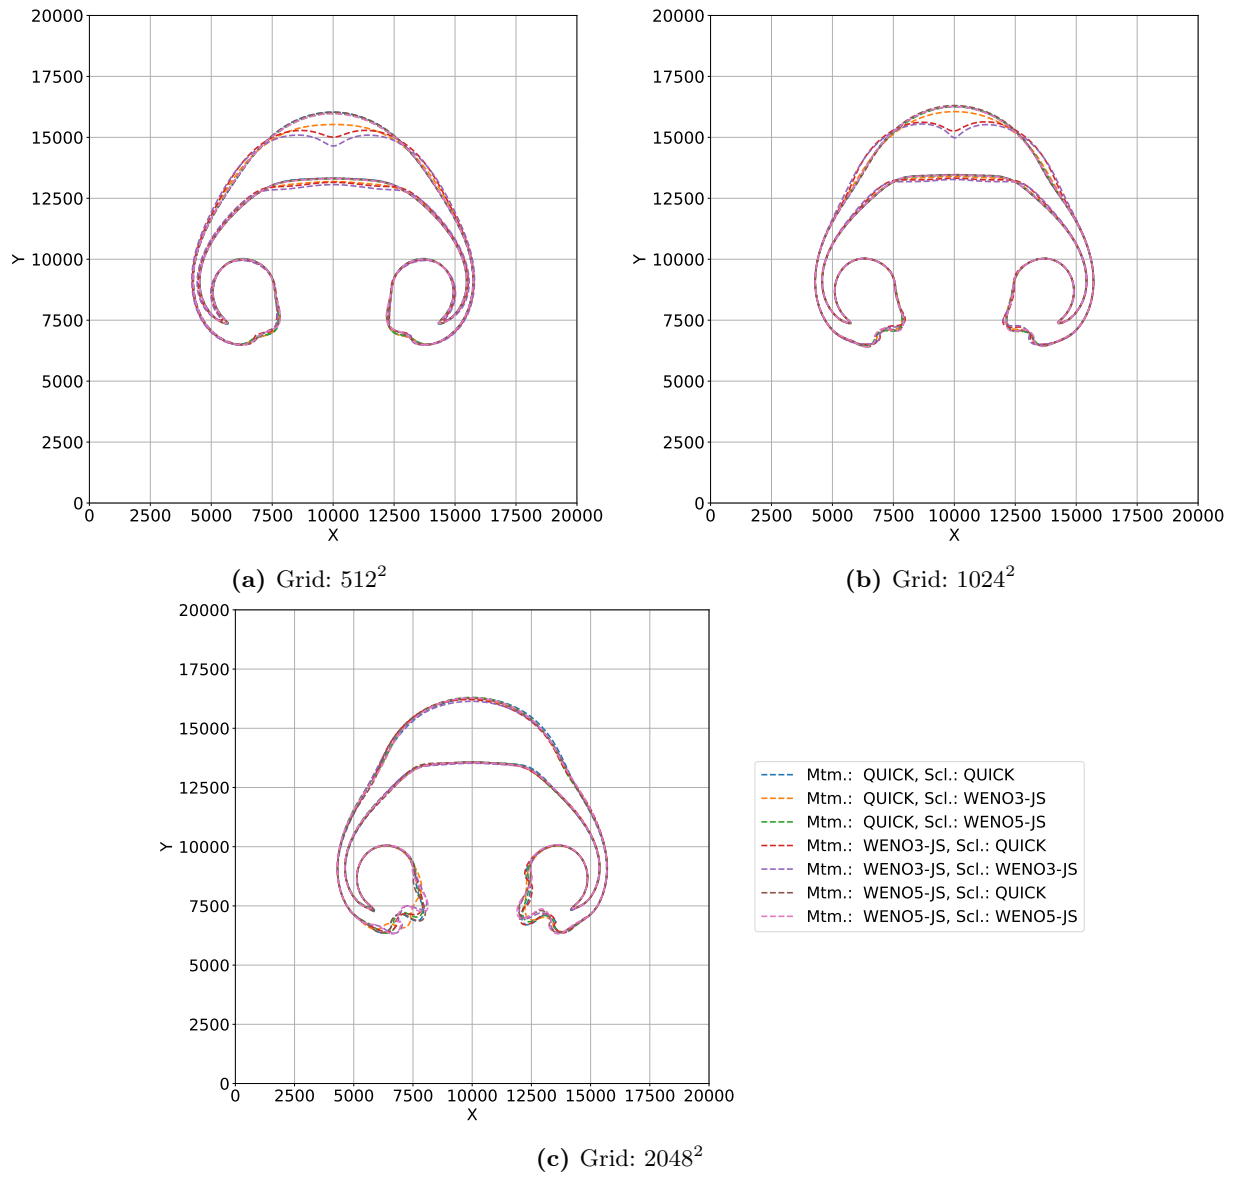 20000
17500
15000
12500
10000
7500
5000
2500
0
Y
0 2500 5000 7500 10000 12500 15000 17500 20000
X
(a) Grid: 512²
20000
17500
15000
12500
10000
7500
5000
2500
0
Y
0 2500 5000 7500 10000 12500 15000 17500 20000
X
(b) Grid: 1024²
20000
17500
15000
12500
10000
7500
5000
2500
0
Y
0 2500 5000 7500 10000 12500 15000 17500 20000
X
Mtm.: QUICK, Scl.: QUICK
Mtm.: QUICK, Scl.: WENO3-JS
Mtm.: QUICK, Scl.: WENO5-JS
Mtm.: WENO3-JS, Scl.: QUICK
Mtm.: WENO3-JS, Scl.: WENO3-JS
Mtm.: WENO5-JS, Scl.: QUICK
Mtm.: WENO5-JS, Scl.: WENO5-JS
(c) Grid: 2048²